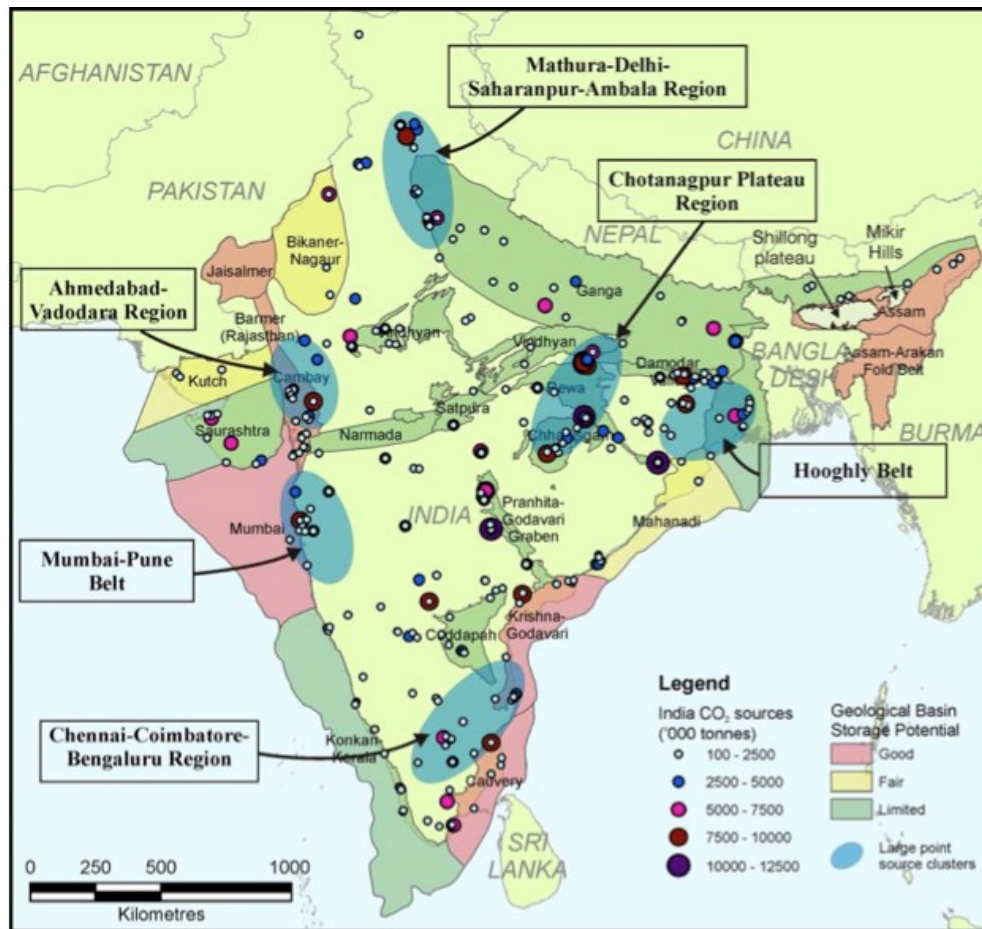 AFGHANISTAN
Mathura-Delhi-
Saharanpur-Ambala Region
CHINA
PAKISTAN
Chotanagpur Plateau
Region
NEPAL
Shillong
plateau
Mikir
Hills
Bikaner-
Nagaur
Jaisalmer
Ahmedabad-
Vadodara Region
Barmer
(Rajasthan)
Ganga
Assam
Vindhyan
Vindhyan
BANGLA
DESH
Assam-Arakan
Fold Belt
Kutch
Cambay
Damodar
Rewa
Satpura
Saurashtra
Narmada
BURMA
Hooghly Belt
Mumbai
INDIA
Pranhita-
Godavari
Graben
Mahanadi
Mumbai-Pune
Belt
Krishna-
Godavari
Cuddapah
Chennai-Coimbatore-
Bengaluru Region
Konkan-
Kerala
Cauvery
SRI
LANKA
Legend
India CO₂ sources
('000 tonnes)
100 - 2500
2500 - 5000
5000 - 7500
7500 - 10000
10000 - 12500
Geological Basin
Storage Potential
Good
Fair
Limited
Large point
source clusters
0 250 500 1000
Kilometres